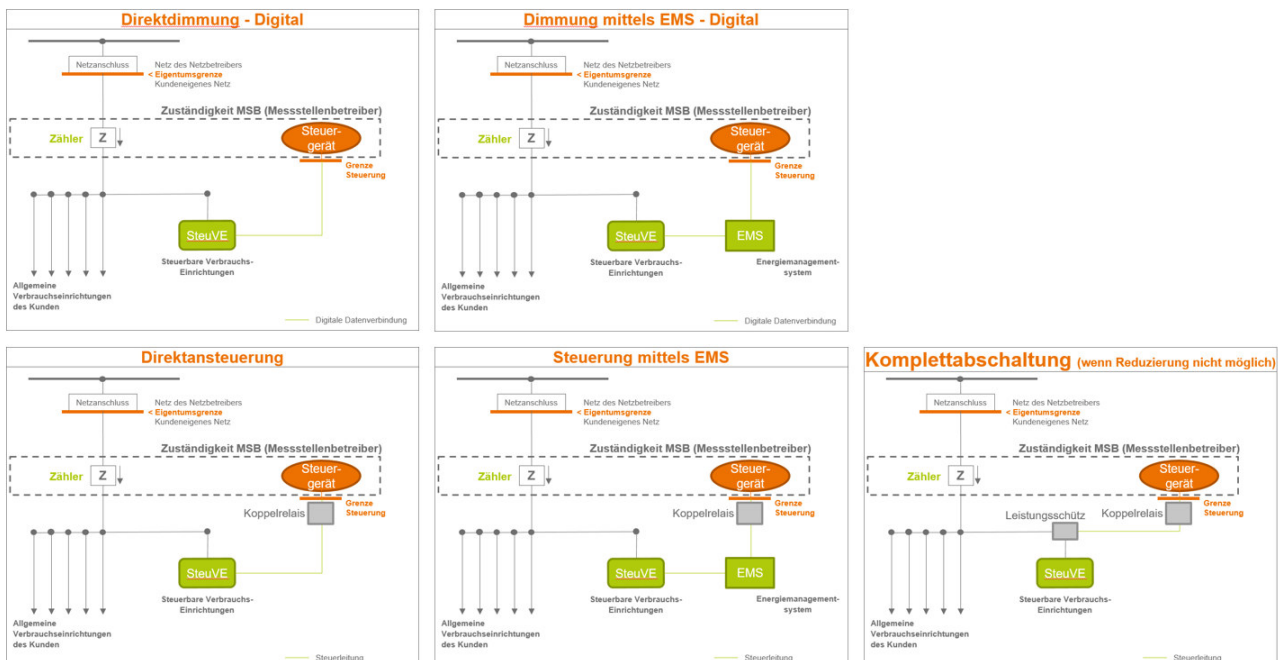 Direktdimmung - Digital
Netzanschluss
Netz des Netzbetreibers
< Eigentumsgrenze
Kundeneigenes Netz
Zuständigkeit MSB (Messstellenbetreiber)
Zähler
Z
Steuer-
gerät
Grenze
Steuerung
SteuVE
Steuerbare Verbrauchs-
Einrichtungen
Allgemeine
Verbrauchseinrichtungen
des Kunden
Digitale Datenverbindung
Dimmung mittels EMS - Digital
Netzanschluss
Netz des Netzbetreibers
< Eigentumsgrenze
Kundeneigenes Netz
Zuständigkeit MSB (Messstellenbetreiber)
Zähler
Z
Steuer-
gerät
Grenze
Steuerung
SteuVE
EMS
Steuerbare Verbrauchs-
Einrichtungen
Energiemanagement-
system
Allgemeine
Verbrauchseinrichtungen
des Kunden
Digitale Datenverbindung
Direktansteuerung
Netzanschluss
Netz des Netzbetreibers
< Eigentumsgrenze
Kundeneigenes Netz
Zuständigkeit MSB (Messstellenbetreiber)
Zähler
Z
Steuer-
gerät
Grenze
Steuerung
Koppelrelais
SteuVE
Steuerbare Verbrauchs-
Einrichtungen
Allgemeine
Verbrauchseinrichtungen
des Kunden
Steuerleitung
Steuerung mittels EMS
Netzanschluss
Netz des Netzbetreibers
< Eigentumsgrenze
Kundeneigenes Netz
Zuständigkeit MSB (Messstellenbetreiber)
Zähler
Z
Steuer-
gerät
Grenze
Steuerung
Koppelrelais
SteuVE
EMS
Steuerbare Verbrauchs-
Einrichtungen
Energiemanagement-
system
Allgemeine
Verbrauchseinrichtungen
des Kunden
Steuerleitung
Komplettabschaltung (wenn Reduzierung nicht möglich)
Netzanschluss
Netz des Netzbetreibers
< Eigentumsgrenze
Kundeneigenes Netz
Zuständigkeit MSB (Messstellenbetreiber)
Zähler
Z
Steuer-
gerät
Grenze
Steuerung
Leistungsschütz
Koppelrelais
SteuVE
Steuerbare Verbrauchs-
Einrichtungen
Allgemeine
Verbrauchseinrichtungen
des Kunden
Steuerleitung